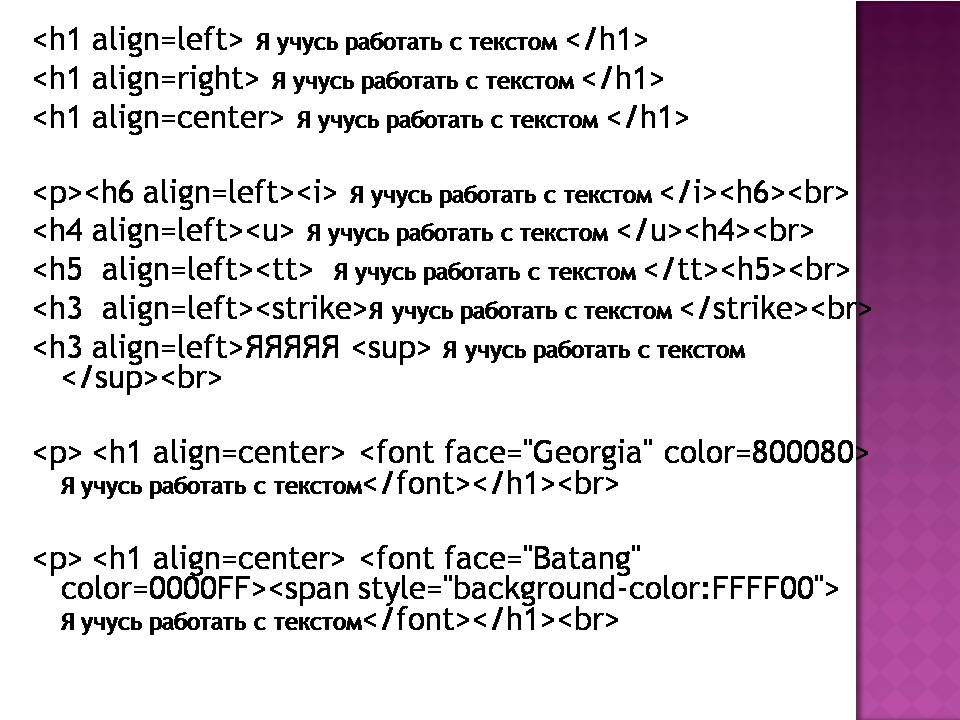 <h1 align=left> Я учусь работать с текстом </h1>
<h1 align=right> Я учусь работать с текстом </h1>
<h1 align=center> Я учусь работать с текстом </h1>
<p><h6 align=left><i> Я учусь работать с текстом </i><h6><br>
<h4 align=left><u> Я учусь работать с текстом </u><h4><br>
<h5  align=left><tt>  Я учусь работать с текстом </tt><h5><br>
<h3  align=left><strike>Я учусь работать с текстом </strike><br>
<h3 align=left>ЯЯЯЯЯ <sup> Я учусь работать с текстом
</sup><br>
<p> <h1 align=center> <font face="Georgia" color=800080>
Я учусь работать с текстом</font></h1><br>
<p> <h1 align=center> <font face="Batang"
color=0000FF><span style="background-color:FFFF00">
Я учусь работать с текстом</font></h1><br>